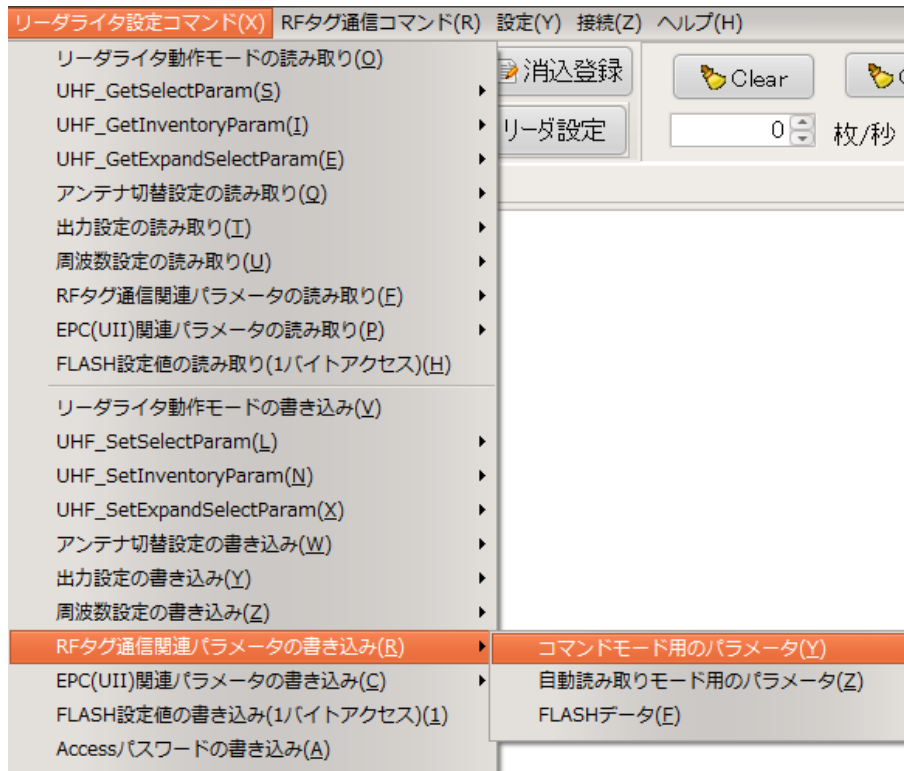 リーダライタ設定コマンド(X) RFタグ通信コマンド(R) 設定(Y) 接続(Z) ヘルプ(H)
消込登録
Clear
リーダ設定
0 枚/秒
リーダライタ動作モードの読み取り(O)
UHF_GetSelectParam(S)
UHF_GetInventoryParam(I)
UHF_GetExpandSelectParam(E)
アンテナ切替設定の読み取り(Q)
出力設定の読み取り(T)
周波数設定の読み取り(U)
RFタグ通信関連パラメータの読み取り(F)
EPC(UII)関連パラメータの読み取り(P)
FLASH設定値の読み取り(1バイトアクセス)(H)
リーダライタ動作モードの書き込み(V)
UHF_SetSelectParam(L)
UHF_SetInventoryParam(N)
UHF_SetExpandSelectParam(X)
アンテナ切替設定の書き込み(W)
出力設定の書き込み(Y)
周波数設定の書き込み(Z)
RFタグ通信関連パラメータの書き込み(R)
EPC(UII)関連パラメータの書き込み(C)
FLASH設定値の書き込み(1バイトアクセス)(1)
Accessパスワードの書き込み(A)
コマンドモード用のパラメータ(Y)
自動読み取りモード用のパラメータ(Z)
FLASHデータ(F)